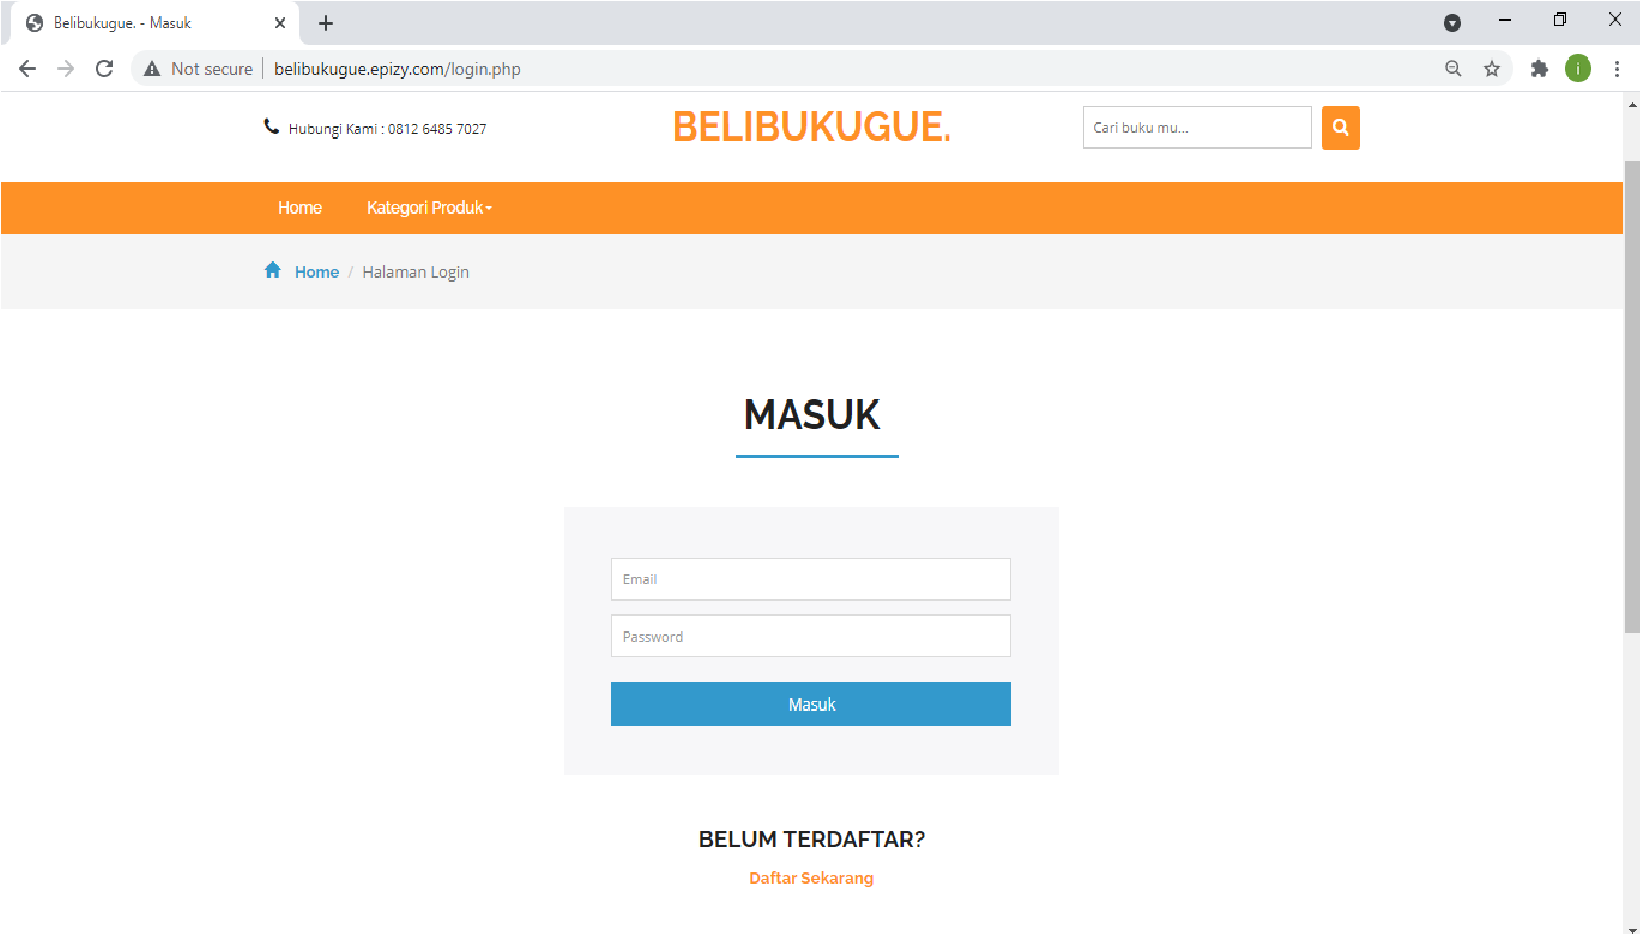 Belibukugue. - Masuk
Not secure
belibukugue.epizy.com/login.php
i
Hubungi Kami : 0812 6485 7027
BELIBUKUGUE.
Cari buku mu...
Home
Kategori Produk
Home / Halaman Login
MASUK
Email
Password
Masuk
BELUM TERDAFTAR?
Daftar Sekarang